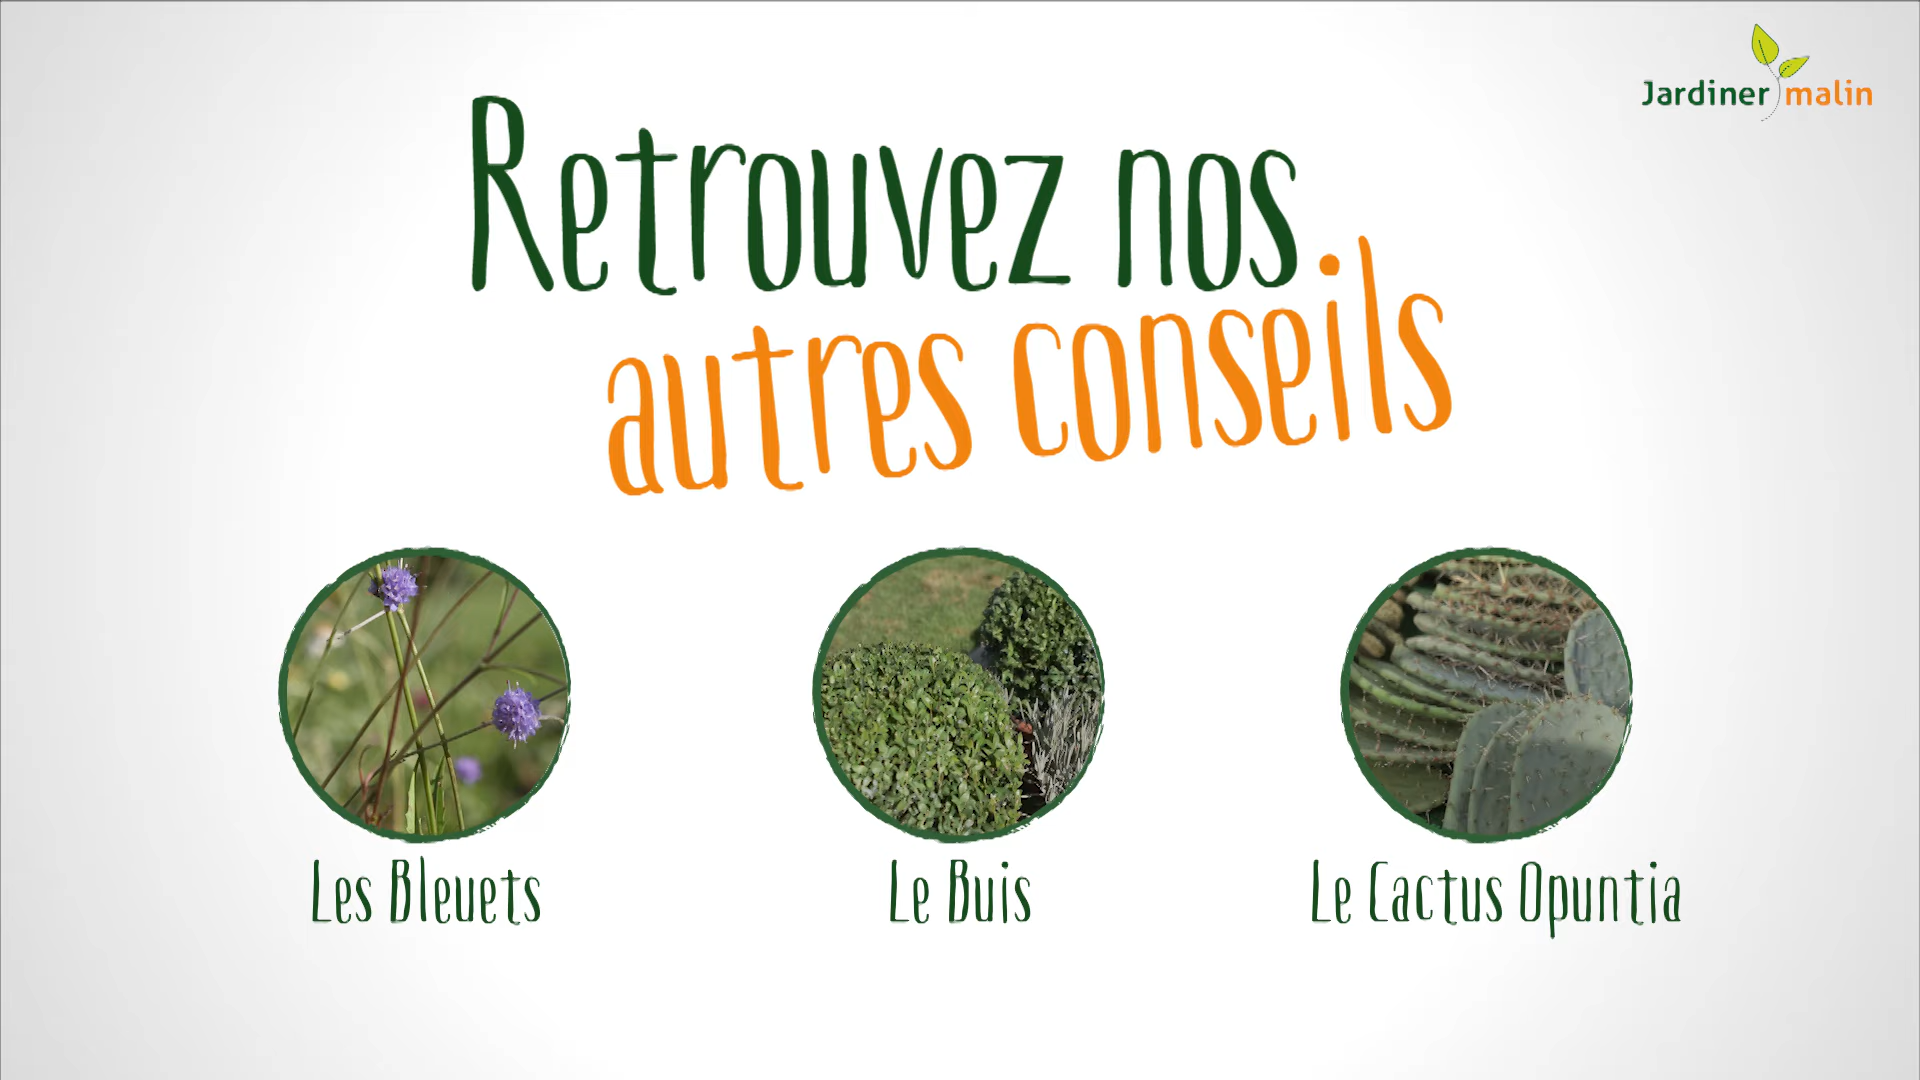 Jardiner malin
Retrouvez nos
autres conseils
Les Bleuets
Le Buis
Le Cactus Opuntia